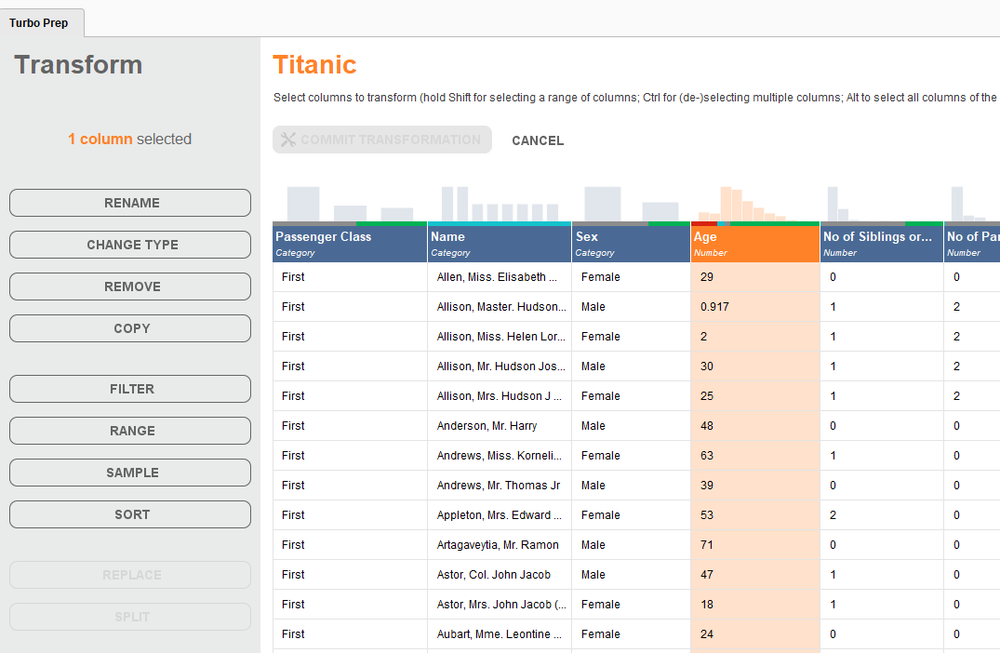 Turbo Prep
Transform
1 column selected
RENAME
CHANGE TYPE
REMOVE
COPY
FILTER
RANGE
SAMPLE
SORT
REPLACE
SPLIT
Titanic
Select columns to transform (hold Shift for selecting a range of columns; Ctrl for (de-)selecting multiple columns; Alt to select all columns of the
COMMIT TRANSFORMATION CANCEL
Passenger Class Name Sex Age No of Siblings or... No of Par
Category Category Category Number Number Number
First Allen, Miss. Elisabeth ... Female 29 0 0
First Allison, Master. Hudson... Male 0.917 1 2
First Allison, Miss. Helen Lor... Female 2 1 2
First Allison, Mr. Hudson Jos... Male 30 1 2
First Allison, Mrs. Hudson J ... Female 25 1 2
First Anderson, Mr. Harry Male 48 0 0
First Andrews, Miss. Korneli... Female 63 1 0
First Andrews, Mr. Thomas Jr Male 39 0 0
First Appleton, Mrs. Edward ... Female 53 2 0
First Artagaveytia, Mr. Ramon Male 71 0 0
First Astor, Col. John Jacob Male 47 1 0
First Astor, Mrs. John Jacob (... Female 18 1 0
First Aubart, Mme. Leontine ... Female 24 0 0